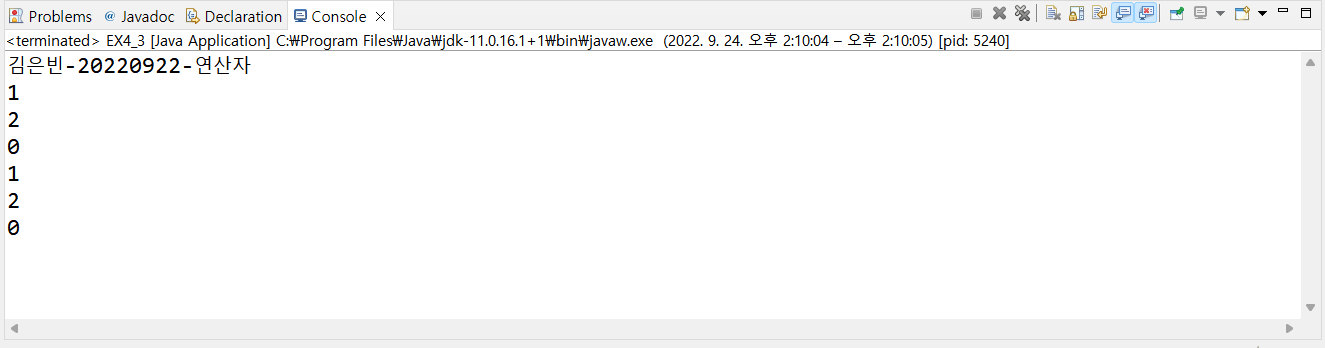 Problems @ Javadoc Declaration Console
<terminated> EX4_3 [Java Application] C:₩Program Files₩Java₩jdk-11.0.16.1+1₩bin₩javaw.exe (2022. 9. 24. 오후 2:10:04 – 오후 2:10:05) [pid: 5240]
김은빈-20220922-연산자
1
2
0
1
2
0